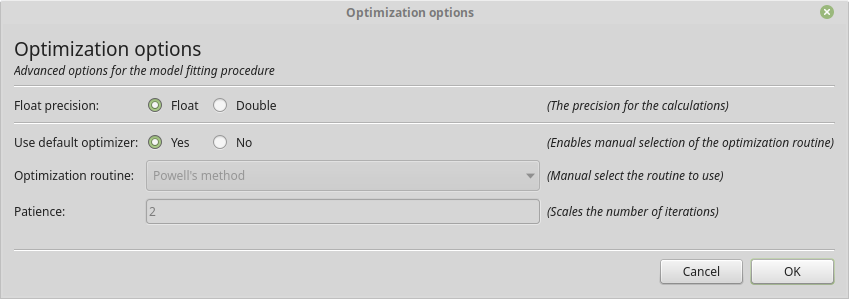 Optimization options
Optimization options
Advanced options for the model fitting procedure
Float precision: Float Double (The precision for the calculations)
Use default optimizer: Yes No (Enables manual selection of the optimization routine)
Optimization routine: Powell's method (Manual select the routine to use)
Patience: 2 (Scales the number of iterations)
Cancel OK